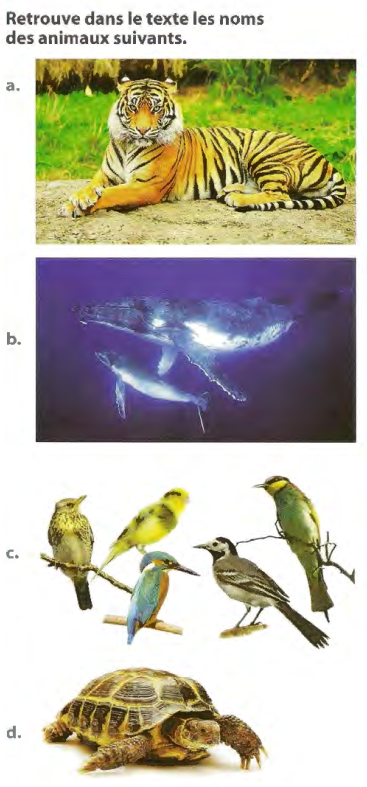 Retrouve dans le texte les noms
des animaux suivants.
a.
b.
c.
d.